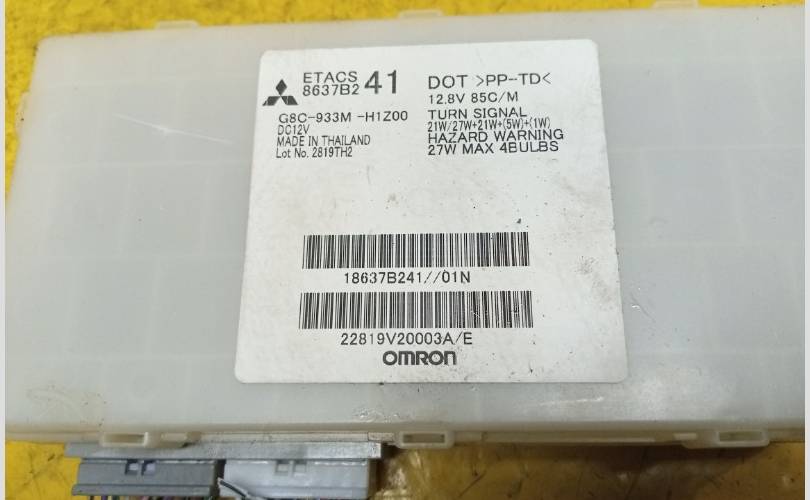 ETACS
8637B2 41
G8C-933M -H1Z00
DC12V
MADE IN THAILAND
Lot No. 2819TH2
DOT >PP-TD<
12.8V 85C/M
TURN SIGNAL
21W/27W+21W+(5W)+(1W)
HAZARD WARNING
27W MAX 4BULBS
18637B241//01N
22819V20003A/E
OMRON